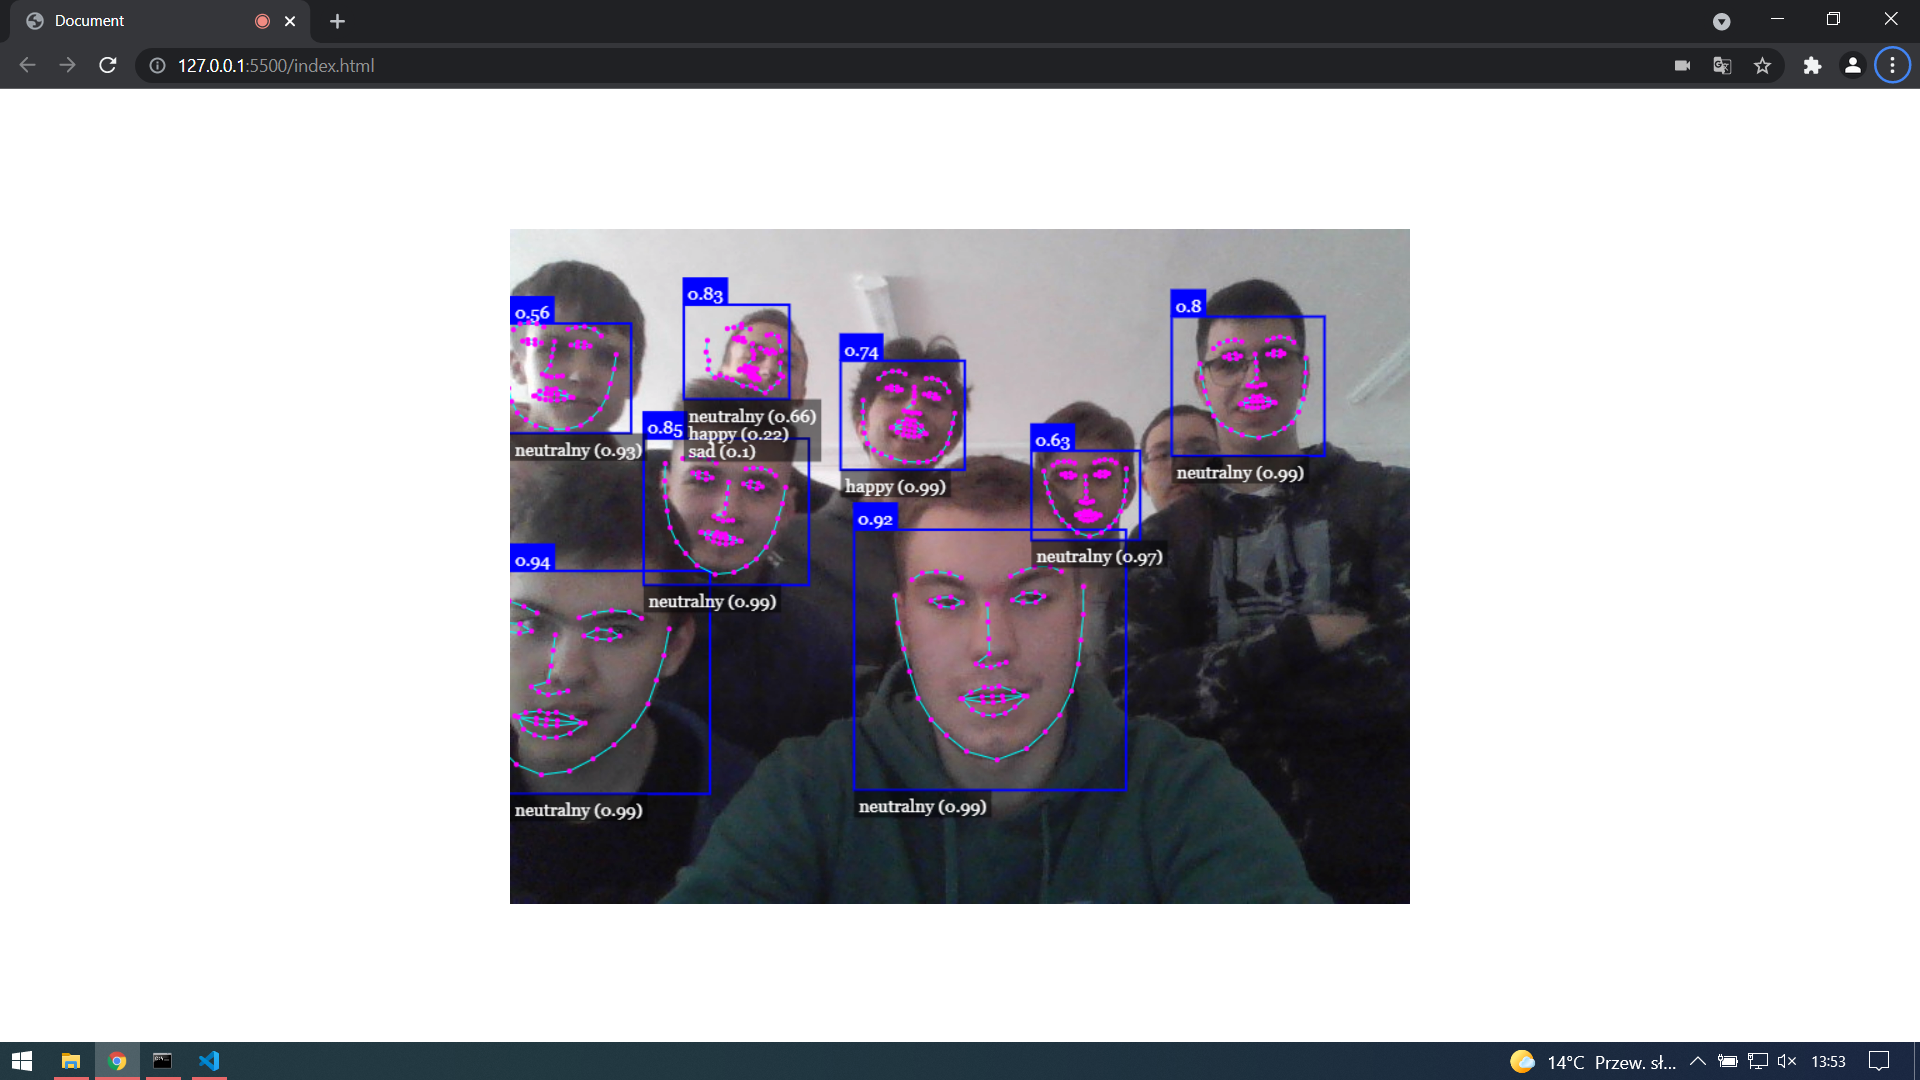 Document
127.0.0.1:5500/index.html
0.56
neutralny (0.93)
0.83
neutralny (0.66)
happy (0.22)
sad (0.1)
0.74
happy (0.99)
0.8
neutralny (0.99)
0.85
neutralny (0.99)
0.63
neutralny (0.97)
0.92
neutralny (0.99)
0.94
neutralny (0.99)
14°C Przew. sł...
13:53